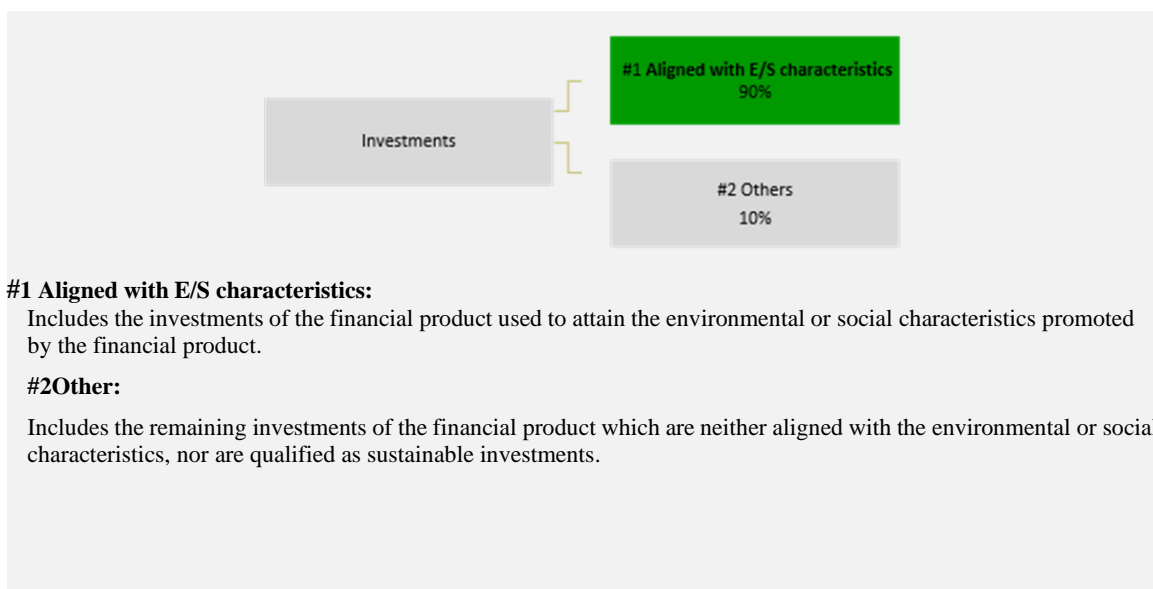 #1 Aligned with E/S characteristics
90%
Investments
#2 Others
10%
#1 Aligned with E/S characteristics:
Includes the investments of the financial product used to attain the environmental or social characteristics promoted
by the financial product.
#2Other:
Includes the remaining investments of the financial product which are neither aligned with the environmental or social
characteristics, nor are qualified as sustainable investments.